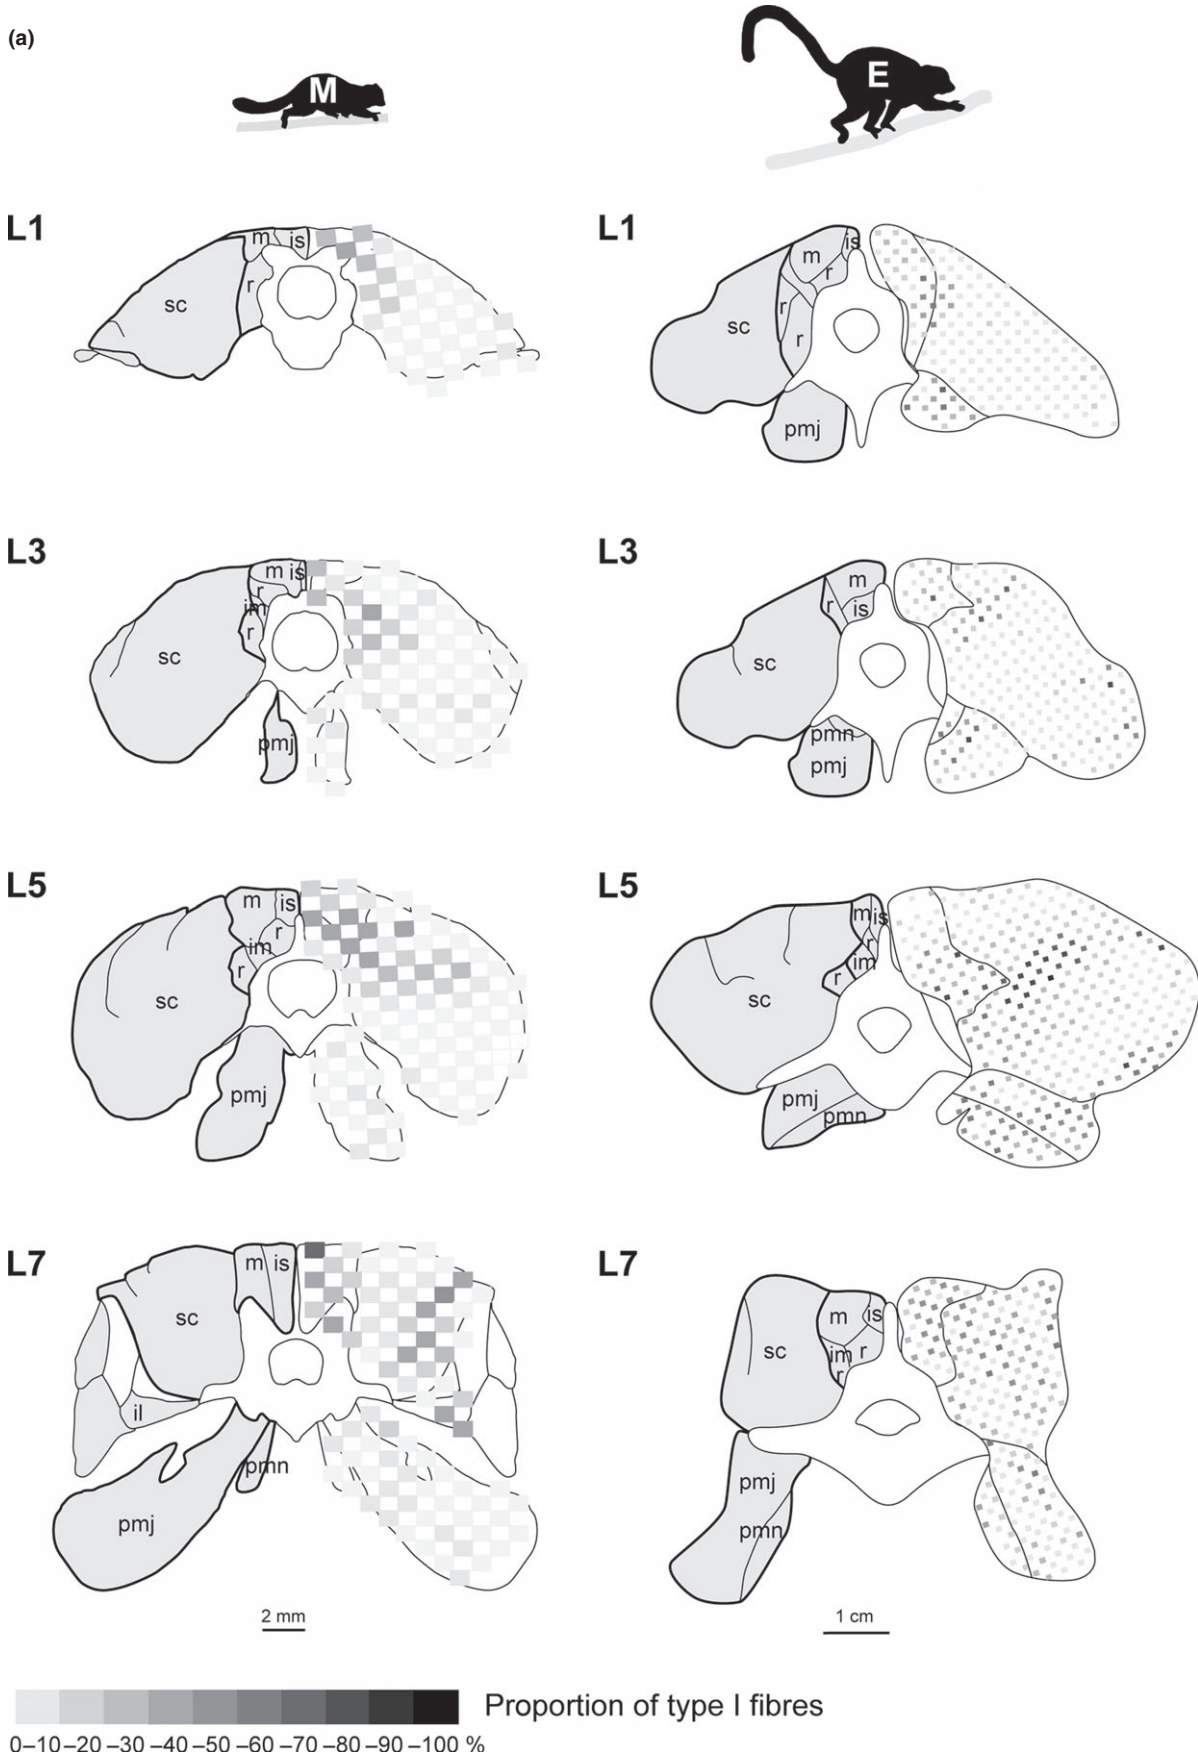 (a)
M E
L1 L1
m is
sc r
is
m
r
sc r
r
pmj
L3 L3
m is
r
im
r
sc
pmj
m
r is
sc
pmn
pmj
L5 L5
m is
r
im
r
sc
pmj
m is
r
im
r
sc
pmj
pmn
L7 L7
m is
sc
il
pmn
pmj
m is
sc im r
r
pmj
pmn
2 mm 1 cm
Proportion of type I fibres
0–10 –20 –30 –40 –50 –60 –70 –80 –90 –100 %